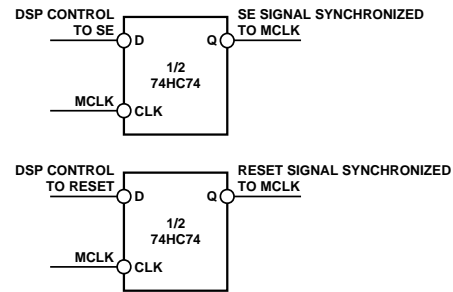 DSP CONTROL
TO SE
SE SIGNAL SYNCHRONIZED
TO MCLK
D
Q
1/2
74HC74
MCLK
CLK
DSP CONTROL
TO RESET
RESET SIGNAL SYNCHRONIZED
TO MCLK
D
Q
1/2
74HC74
MCLK
CLK